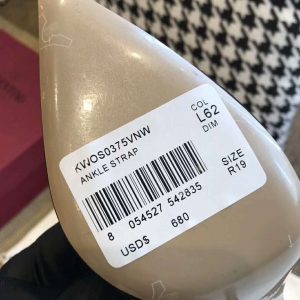 KWOS0375VNW
ANKLE STRAP
COL
L62
DIM
SIZE
R19
8 054527 542835
USD$ 680